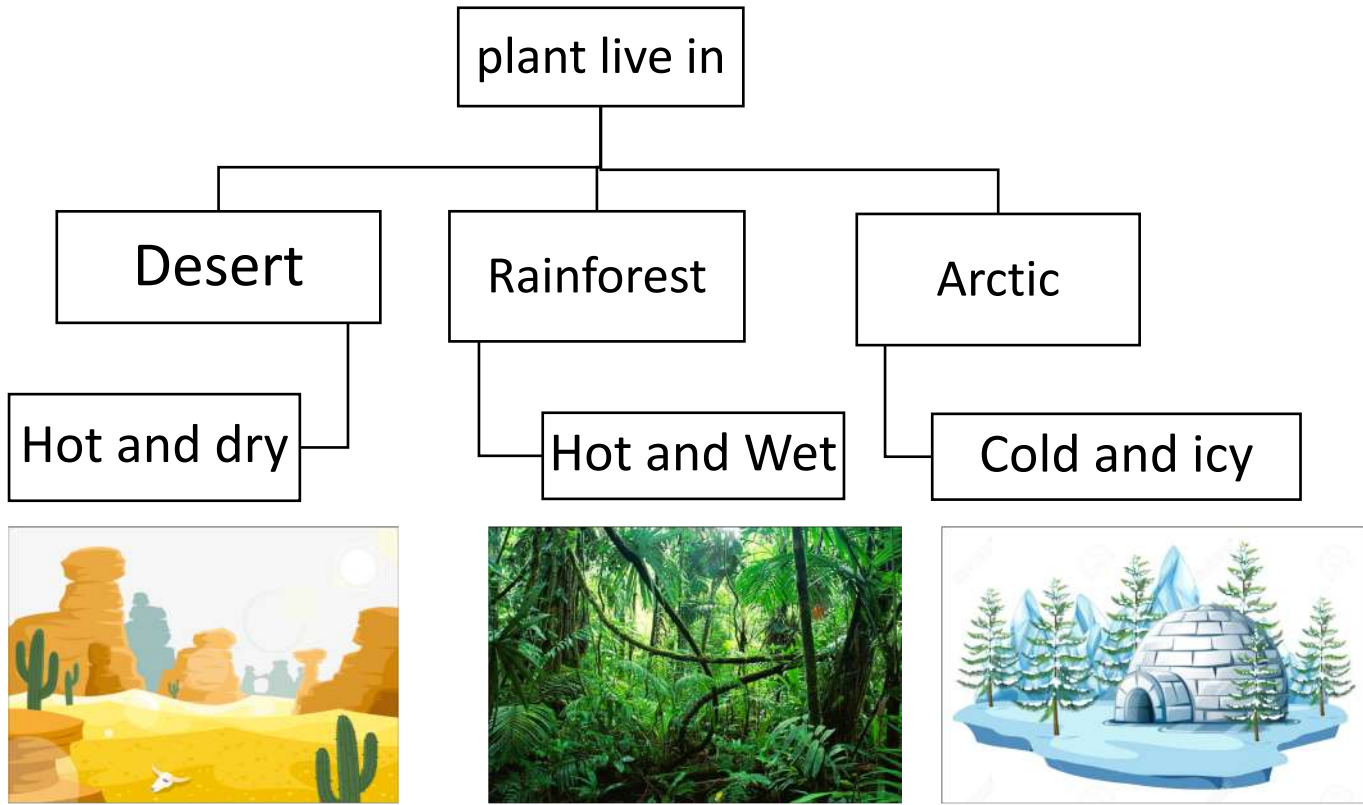 plant live in
Desert
Rainforest
Arctic
Hot and dry
Hot and Wet
Cold and icy